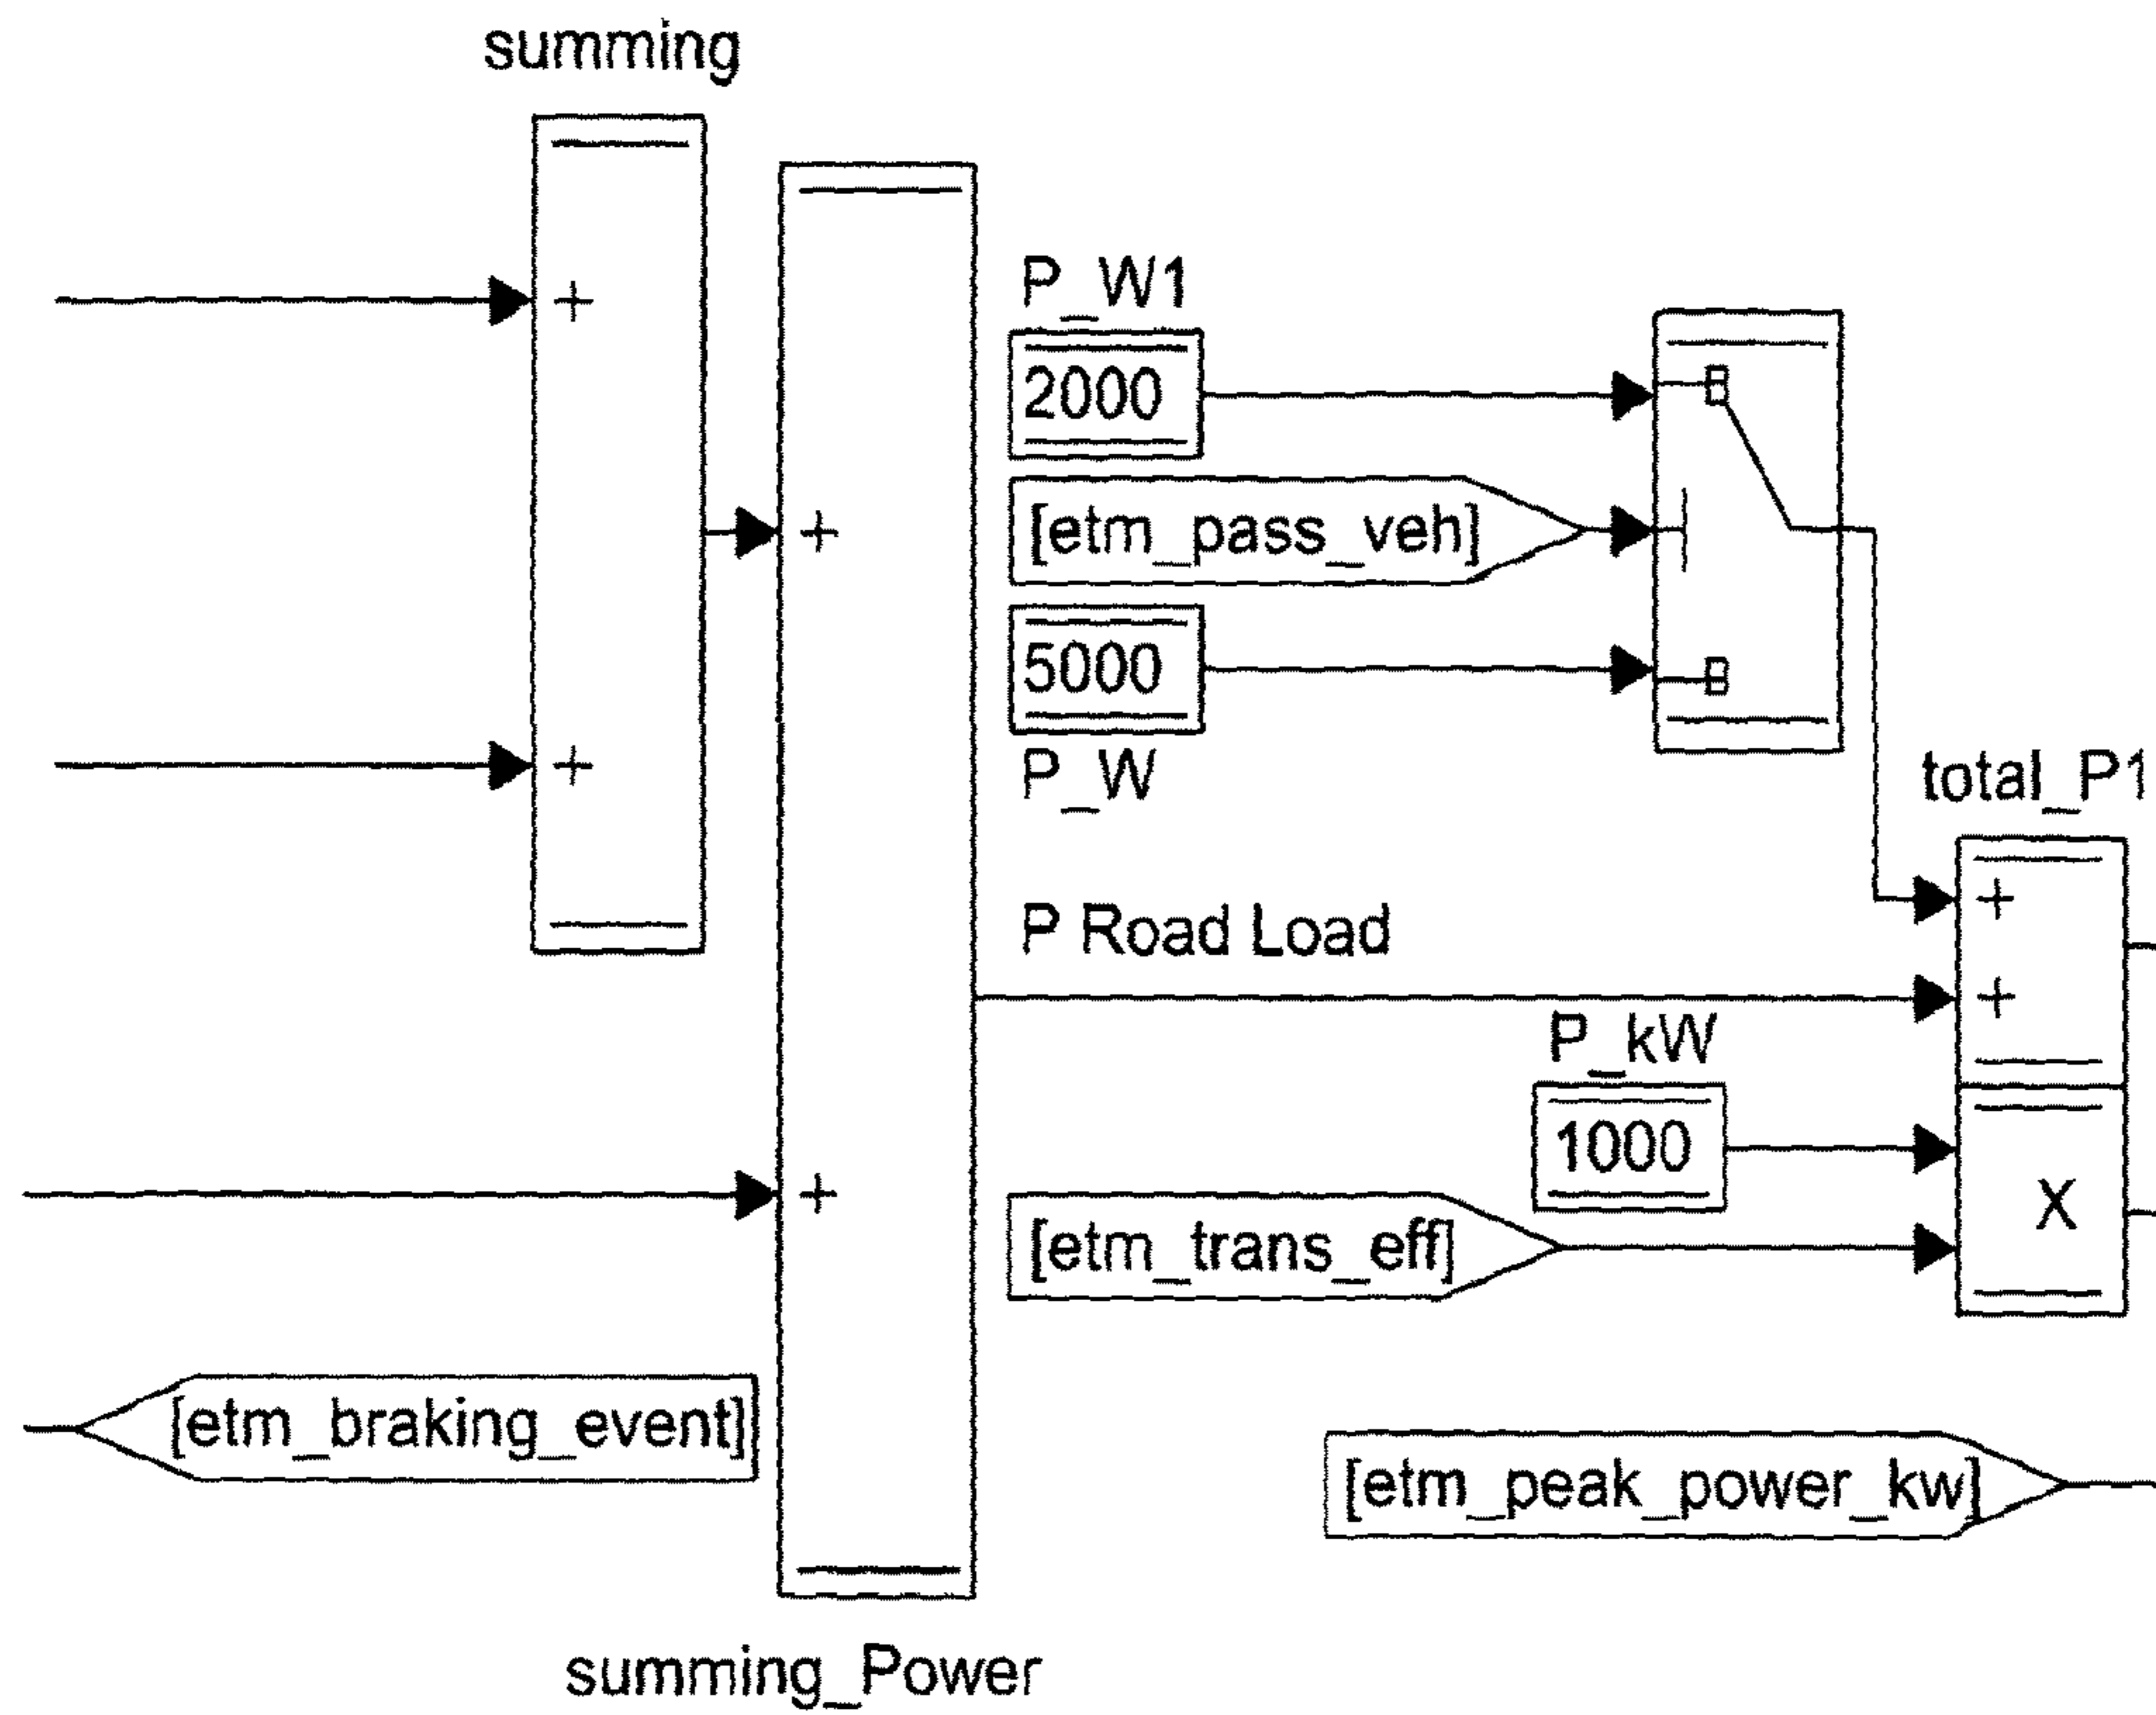 summing
+
+
+
+
summing_Power
P_W1
2000
[etm_pass_veh]
5000
P_W
P Road Load
total_P1
+
+
P_kW
1000
X
[etm_trans_eff]
[etm_braking_event]
[etm_peak_power_kw]